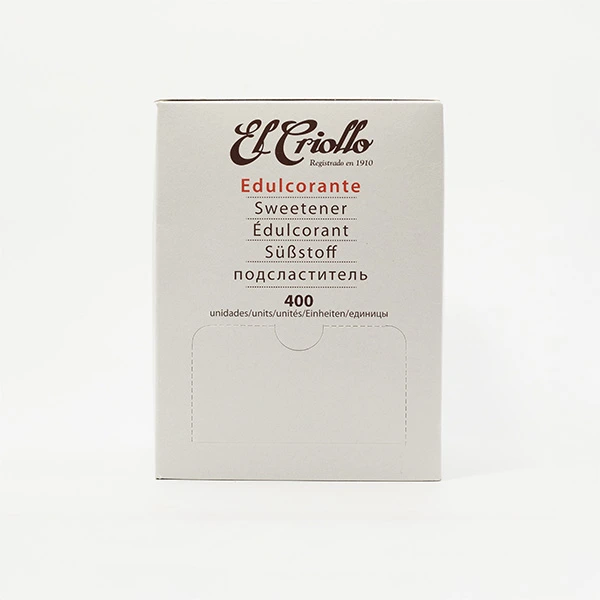 El Criollo
Registrado en 1910
Edulcorante
Sweetener
Édulcorant
Süßstoff
подсластитель
400
unidades/units/unités/Einheiten/единицы